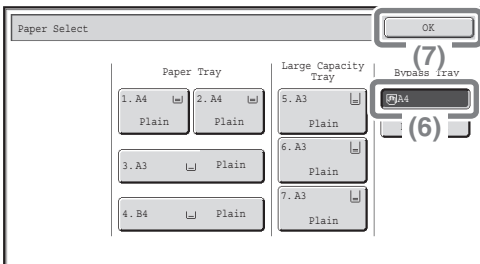 Paper Select
OK
(7)
Paper Tray
Large Capacity
Tray
Bypass Tray
1. A4
Plain
2. A4
Plain
5. A3
Plain
A4
(6)
3. A3 Plain
6. A3
Plain
4. B4 Plain
7. A3
Plain